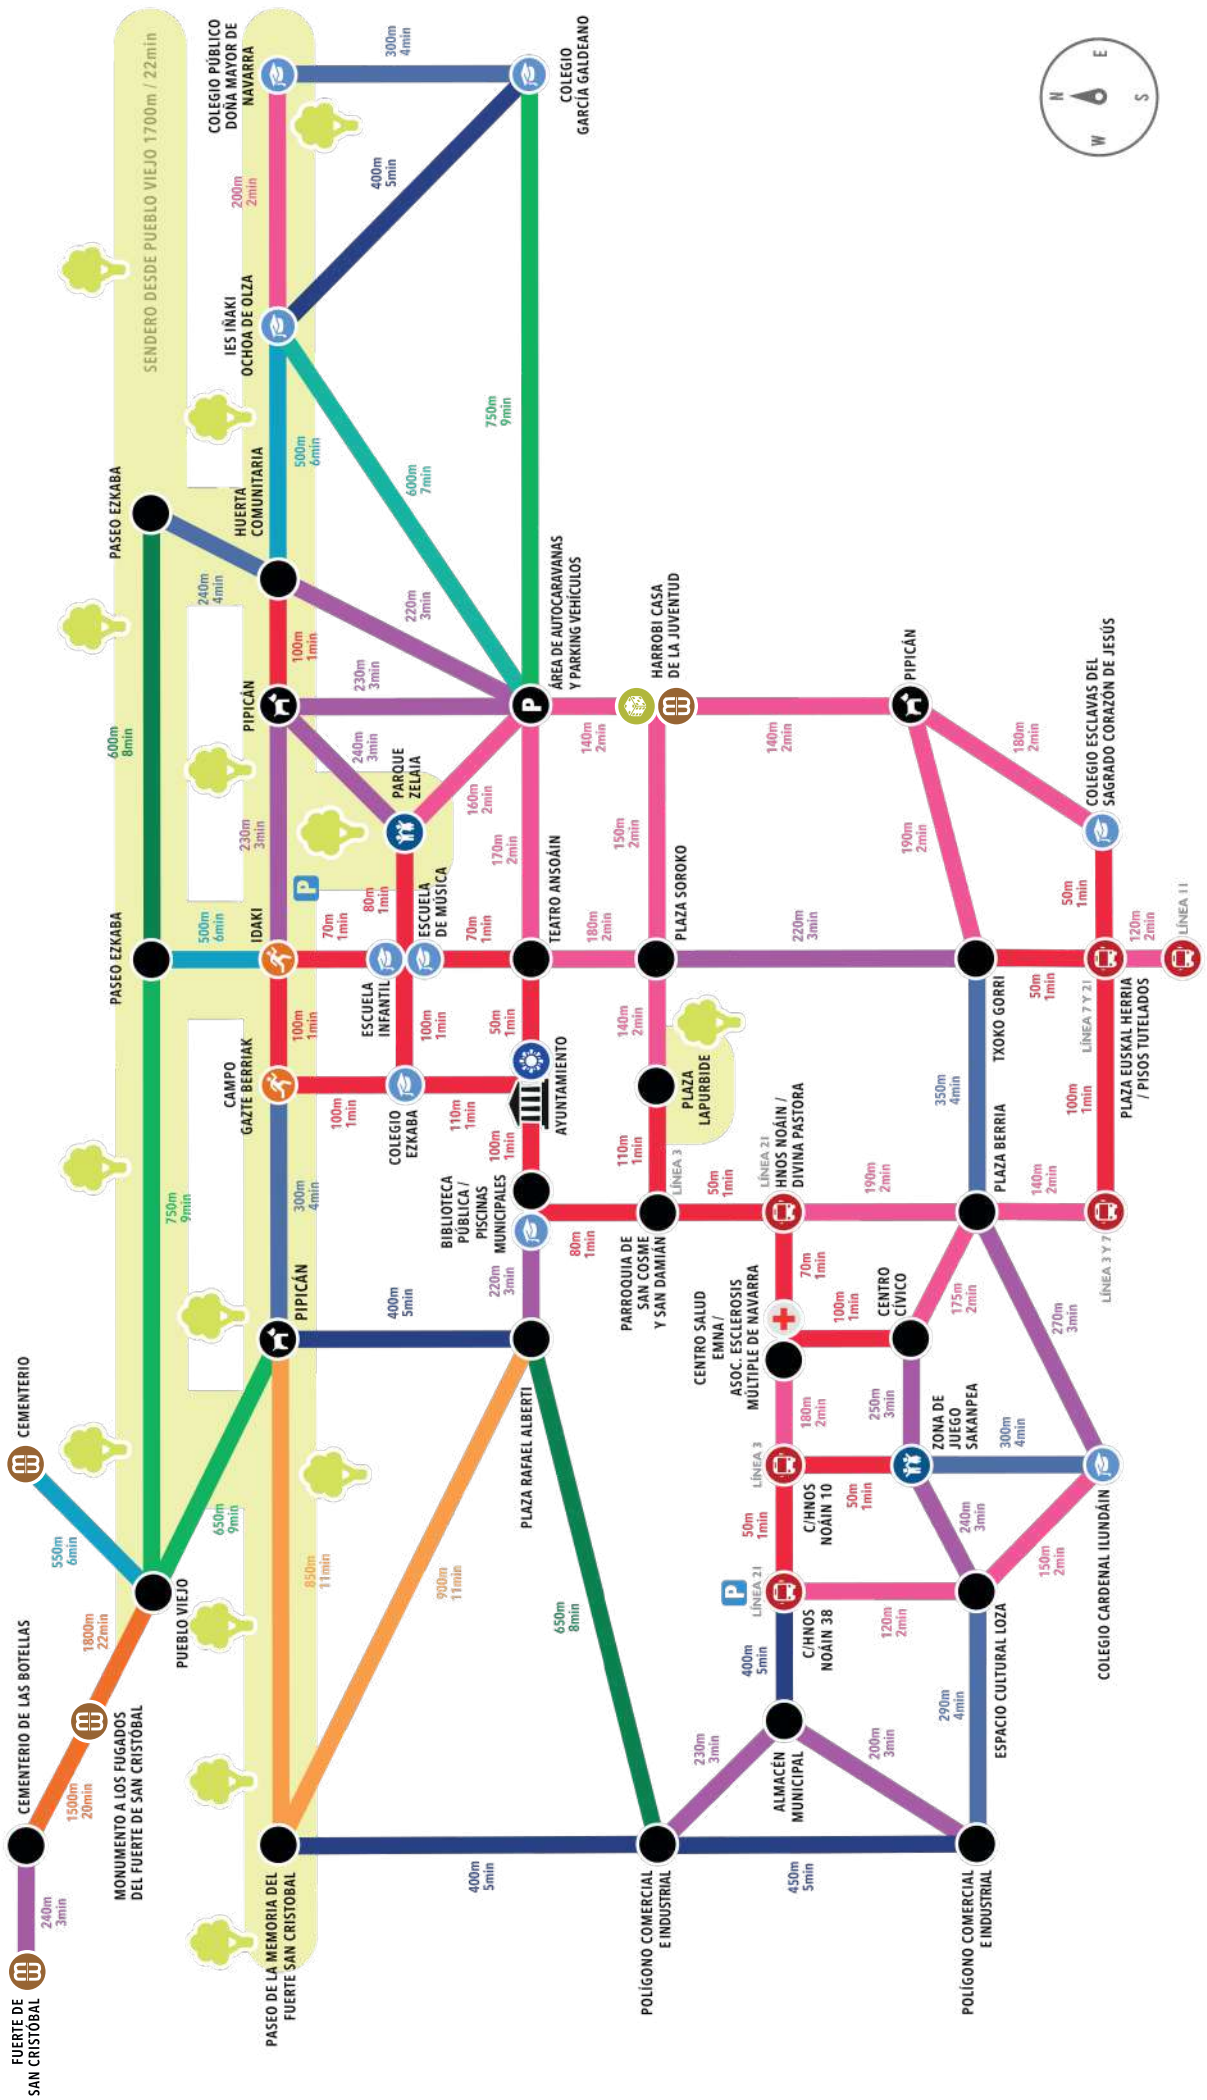 FUERTE DE
SAN CRISTÓBAL
240m
3min
CEMENTERIO DE LAS BOTELLAS
1500m
20min
MONUMENTO A LOS FUGADOS
DEL FUERTE DE SAN CRISTÓBAL
1800m
22min
CEMENTERIO
550m
6min
PUEBLO VIEJO
650m
9min
750m
9min
PASEO EZKABA
600m
8min
PASEO EZKABA
SENDERO DESDE PUEBLO VIEJO 1700m / 22min
500m
6min
240m
4min
PASEO DE LA MEMORIA DEL
FUERTE SAN CRISTOBAL
850m
11min
PIPICÁN
300m
4min
CAMPO
GAZTE BERRIAK
100m
1min
IDAKI
230m
3min
PIPICÁN
100m
1min
HUERTA
COMUNITARIA
500m
6min
IES IÑAKI
OCHOA DE OLZA
200m
2min
COLEGIO PÚBLICO
DOÑA MAYOR DE
NAVARRA
300m
4min
400m
5min
COLEGIO
GARCÍA GALDEANO
900m
11min
400m
5min
100m
1min
P
70m
1min
80m
1min
240m
3min
230m
3min
220m
3min
600m
7min
750m
9min
COLEGIO
EZKABA
100m
1min
ESCUELA
INFANTIL
ESCUELA
DE MÚSICA
PARQUE
ZELAIA
110m
1min
70m
1min
160m
2min
400m
5min
650m
8min
PLAZA RAFAEL ALBERTI
220m
3min
BIBLIOTECA
PÚBLICA /
PISCINAS
MUNICIPALES
100m
1min
AYUNTAMIENTO
50m
1min
TEATRO ANSOÁIN
170m
2min
P
ÁREA DE AUTOCARAVANAS
Y PARKING VEHÍCULOS
80m
1min
180m
2min
140m
2min
POLÍGONO COMERCIAL
E INDUSTRIAL
PARROQUIA DE
SAN COSME
Y SAN DAMIÁN
LÍNEA 3
110m
1min
PLAZA
LAPURBIDE
140m
2min
PLAZA SOROKO
150m
2min
HARROBI CASA
DE LA JUVENTUD
230m
3min
50m
1min
220m
3min
140m
2min
450m
5min
ALMACÉN
MUNICIPAL
400m
5min
P
LÍNEA 21
C/HNOS
NOÁIN 38
50m
1min
LÍNEA 3
C/HNOS
NOÁIN 10
180m
2min
CENTRO SALUD
EMNA /
ASOC. ESCLEROSIS
MÚLTIPLE DE NAVARRA
70m
1min
LÍNEA 21
HNOS NOÁIN /
DIVINA PASTORA
200m
3min
120m
2min
50m
1min
100m
1min
190m
2min
250m
3min
CENTRO
CÍVICO
ZONA DE
JUEGO
SAKANPEA
PIPICÁN
190m
2min
180m
2min
POLÍGONO COMERCIAL
E INDUSTRIAL
290m
4min
ESPACIO CULTURAL LOZA
240m
3min
300m
4min
175m
2min
PLAZA BERRIA
350m
4min
TXOKO GORRI
150m
2min
270m
3min
140m
2min
50m
1min
COLEGIO CARDENAL ILUNDÁIN
LÍNEA 3 Y 7
100m
1min
LÍNEA 7 Y 21
PLAZA EUSKAL HERRIA
/ PISOS TUTELADOS
50m
1min
COLEGIO ESCLAVAS DEL
SAGRADO CORAZÓN DE JESÚS
120m
2min
LÍNEA 11
N
W
E
S